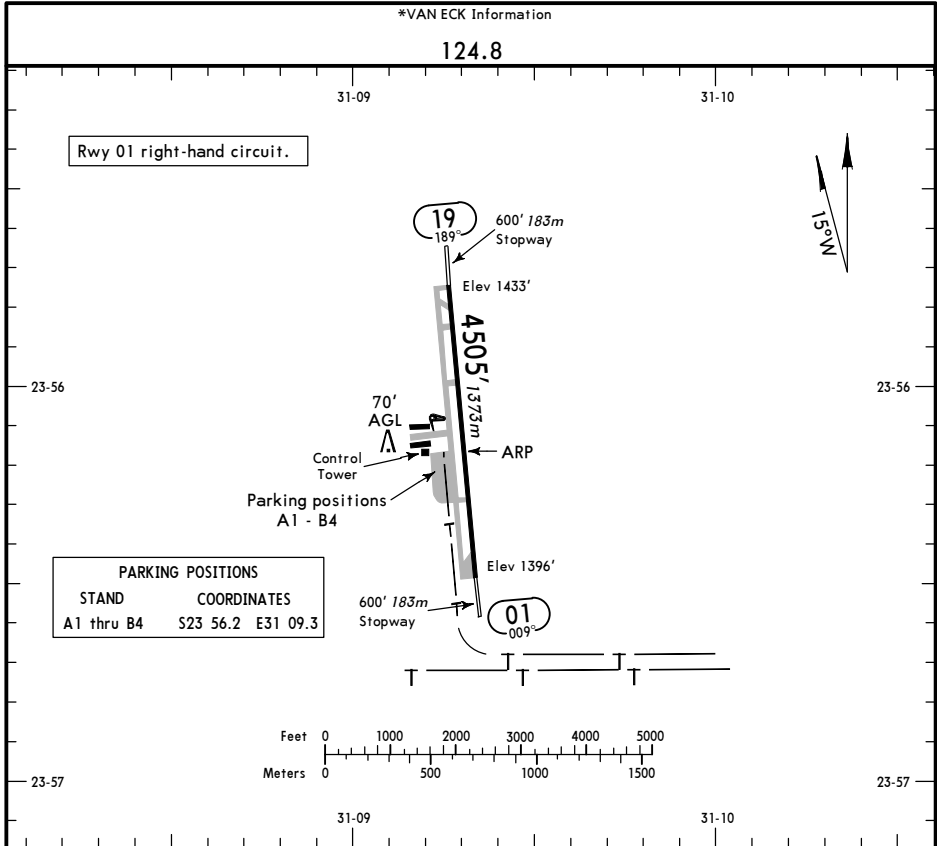 *VAN ECK Information
124.8
31-09
31-10
Rwy 01 right-hand circuit.
15°W
19
189°
600' 183m
Stopway
Elev 1433'
4505' 1373m
23-56
23-56
70'
AGL
Control
Tower
ARP
Parking positions
A1 - B4
Elev 1396'
PARKING POSITIONS
STAND COORDINATES
A1 thru B4 S23 56.2 E31 09.3
600' 183m
Stopway
01
009°
Feet 0 1000 2000 3000 4000 5000
Meters 0 500 1000 1500
23-57
23-57
31-09
31-10